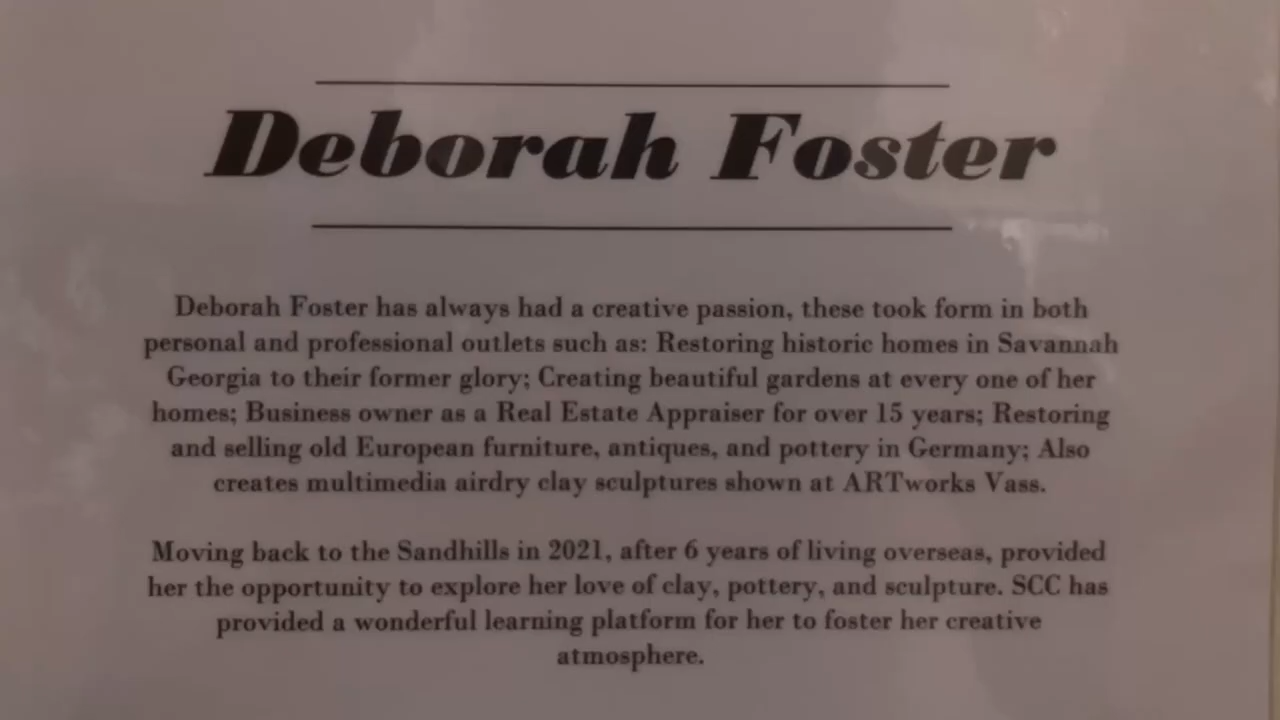 Deborah Foster
Deborah Foster has always had a creative passion, these took form in both
personal and professional outlets such as: Restoring historic homes in Savannah
Georgia to their former glory; Creating beautiful gardens at every one of her
homes; Business owner as a Real Estate Appraiser for over 15 years; Restoring
and selling old European furniture, antiques, and pottery in Germany; Also
creates multimedia airdry clay sculptures shown at ARTworks Vass.
Moving back to the Sandhills in 2021, after 6 years of living overseas, provided
her the opportunity to explore her love of clay, pottery, and sculpture. SCC has
provided a wonderful learning platform for her to foster her creative
atmosphere.